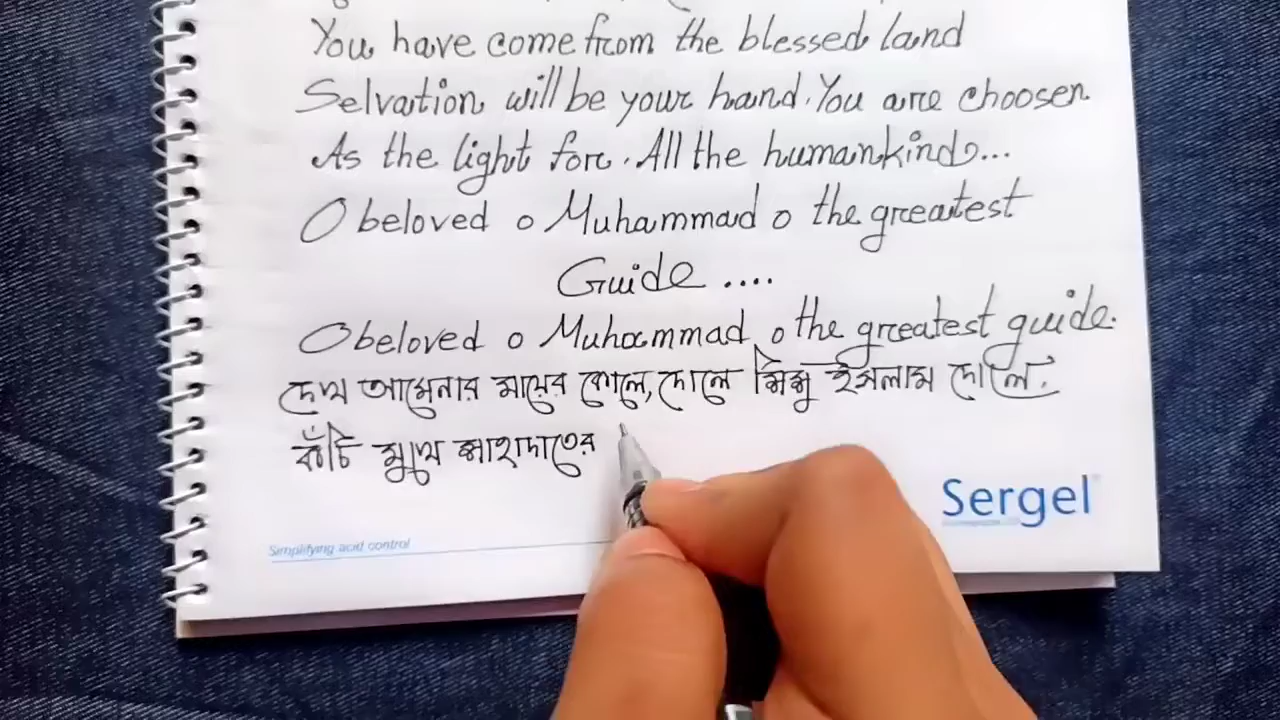 You have come from the blessed land
Selvation will be your hand. You are choosen
As the light for. All the humankind...
O beloved o Muhammad o the greatest
Guide ....
O beloved o Muhammad o the greatest guide.
দেখ আমেনার মায়ের কোলে, দোলে শিশু ইসলাম দোলে.
কঁচি মুখে শাহাদাতের
Sergel
Simplifying acid control